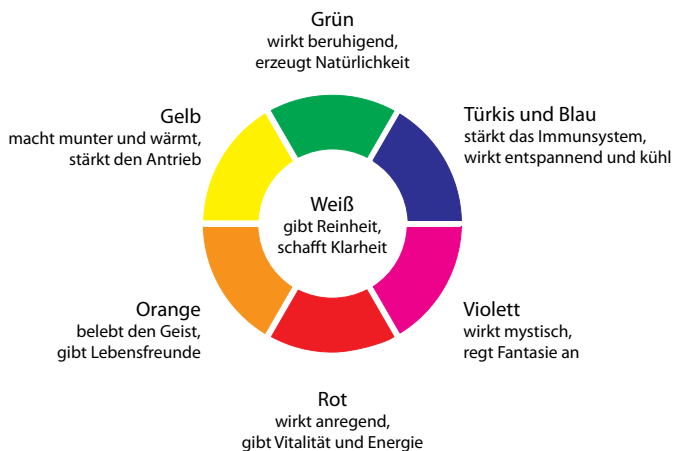 Grün
wirkt beruhigend,
erzeugt Natürlichkeit
Gelb
macht munter und wärmt,
stärkt den Antrieb
Türkis und Blau
stärkt das Immunsystem,
wirkt entspannend und kühl
Weiß
gibt Reinheit,
schafft Klarheit
Orange
belebt den Geist,
gibt Lebensfreunde
Violett
wirkt mystisch,
regt Fantasie an
Rot
wirkt anregend,
gibt Vitalität und Energie